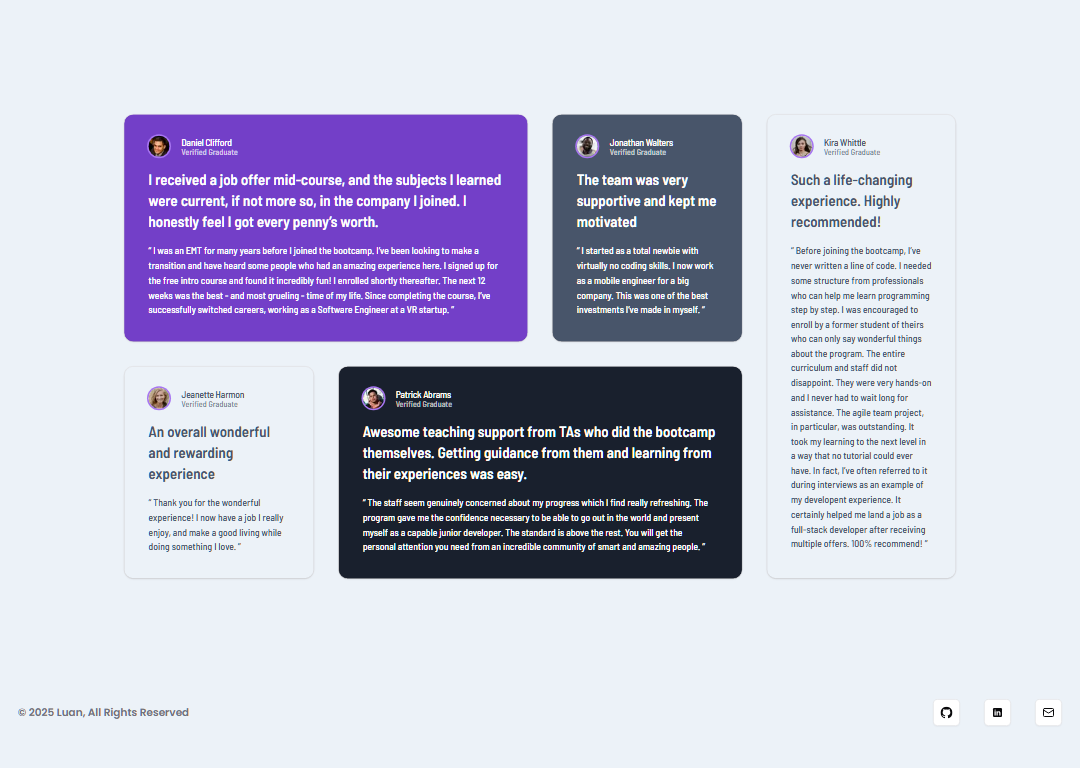 Daniel Clifford
Verified Graduate
I received a job offer mid-course, and the subjects I learned
were current, if not more so, in the company I joined. I
honestly feel I got every penny’s worth.
“ I was an EMT for many years before I joined the bootcamp. I’ve been looking to make a
transition and have heard some people who had an amazing experience here. I signed up for
the free intro course and found it incredibly fun! I enrolled shortly thereafter. The next 12
weeks was the best - and most grueling - time of my life. Since completing the course, I’ve
successfully switched careers, working as a Software Engineer at a VR startup. ”
Jonathan Walters
Verified Graduate
The team was very
supportive and kept me
motivated
“ I started as a total newbie with
virtually no coding skills. I now work
as a mobile engineer for a big
company. This was one of the best
investments I’ve made in myself. ”
Kira Whittle
Verified Graduate
Such a life-changing
experience. Highly
recommended!
“ Before joining the bootcamp, I’ve
never written a line of code. I needed
some structure from professionals
who can help me learn programming
step by step. I was encouraged to
enroll by a former student of theirs
who can only say wonderful things
about the program. The entire
curriculum and staff did not
disappoint. They were very hands-on
and I never had to wait long for
assistance. The agile team project,
in particular, was outstanding. It
took my learning to the next level in
a way that no tutorial could ever
have. In fact, I’ve often referred to it
during interviews as an example of
my developent experience. It
certainly helped me land a job as a
full-stack developer after receiving
multiple offers. 100% recommend! ”
Jeanette Harmon
Verified Graduate
An overall wonderful
and rewarding
experience
“ Thank you for the wonderful
experience! I now have a job I really
enjoy, and make a good living while
doing something I love. ”
Patrick Abrams
Verified Graduate
Awesome teaching support from TAs who did the bootcamp
themselves. Getting guidance from them and learning from
their experiences was easy.
“ The staff seem genuinely concerned about my progress which I find really refreshing. The
program gave me the confidence necessary to be able to go out in the world and present
myself as a capable junior developer. The standard is above the rest. You will get the
personal attention you need from an incredible community of smart and amazing people. ”
© 2025 Luan, All Rights Reserved